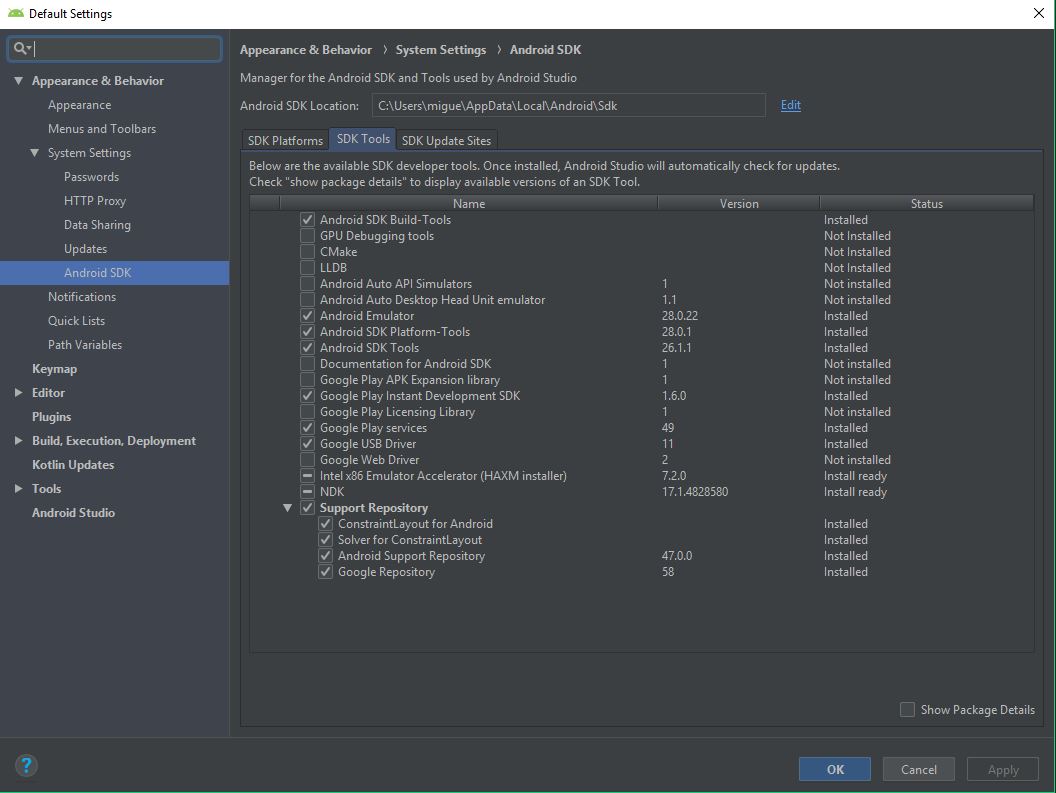 Default Settings
Appearance & Behavior
Appearance
Menus and Toolbars
System Settings
Passwords
HTTP Proxy
Data Sharing
Updates
Android SDK
Notifications
Quick Lists
Path Variables
Keymap
Editor
Plugins
Build, Execution, Deployment
Kotlin Updates
Tools
Android Studio
Appearance & Behavior › System Settings › Android SDK
Manager for the Android SDK and Tools used by Android Studio
Android SDK Location: C:\Users\migue\AppData\Local\Android\Sdk Edit
SDK Platforms SDK Tools SDK Update Sites
Below are the available SDK developer tools. Once installed, Android Studio will automatically check for updates.
Check "show package details" to display available versions of an SDK Tool.
Name Version Status
Android SDK Build-Tools Installed
GPU Debugging tools Not Installed
CMake Not Installed
LLDB Not Installed
Android Auto API Simulators 1 Not installed
Android Auto Desktop Head Unit emulator 1.1 Not installed
Android Emulator 28.0.22 Installed
Android SDK Platform-Tools 28.0.1 Installed
Android SDK Tools 26.1.1 Installed
Documentation for Android SDK 1 Not installed
Google Play APK Expansion library 1 Not installed
Google Play Instant Development SDK 1.6.0 Installed
Google Play Licensing Library 1 Not installed
Google Play services 49 Installed
Google USB Driver 11 Installed
Google Web Driver 2 Not installed
Intel x86 Emulator Accelerator (HAXM installer) 7.2.0 Install ready
NDK 17.1.4828580 Install ready
Support Repository
ConstraintLayout for Android Installed
Solver for ConstraintLayout Installed
Android Support Repository 47.0.0 Installed
Google Repository 58 Installed
Show Package Details
? OK Cancel Apply